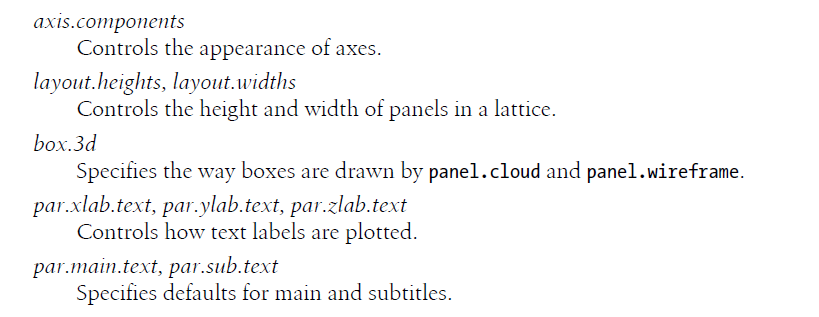 axis.components
Controls the appearance of axes.
layout.heights, layout.widths
Controls the height and width of panels in a lattice.
box.3d
Specifies the way boxes are drawn by panel.cloud and panel.wireframe.
par.xlab.text, par.ylab.text, par.zlab.text
Controls how text labels are plotted.
par.main.text, par.sub.text
Specifies defaults for main and subtitles.